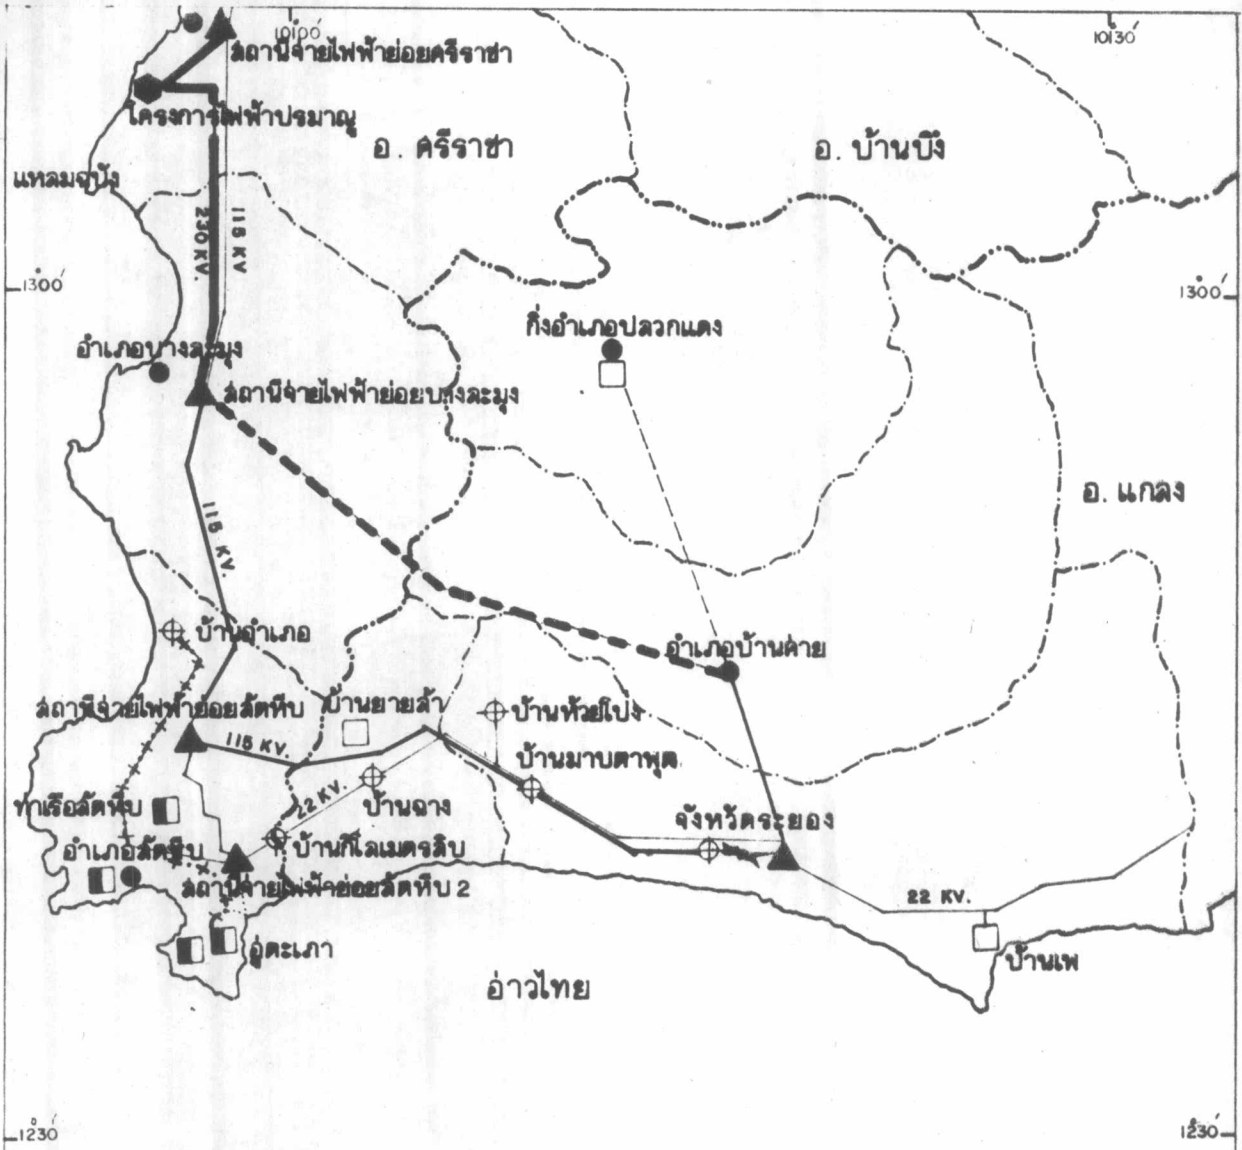 101°00′
101°30′
สถานีจ่ายไฟฟ้าย่อยศรีราชา
โครงการไฟฟ้าปรมาณู
อ. ศรีราชา
อ. บ้านบึง
แหลมฉบัง
230 KV.
115 KV
13°00′
13°00′
กิ่งอำเภอปลวกแดง
อำเภอบางละมุง
สถานีจ่ายไฟฟ้าย่อยบางละมุง
อ. แกลง
115 KV.
บ้านอำเภอ
อำเภอบ้านค่าย
สถานีจ่ายไฟฟ้าย่อยสัตหีบ
บ้านยายล้า
บ้านห้วยโป่ง
115 KV.
บ้านมาบตาพุต
22 KV.
บ้านฉาง
ท่าเรือสัตหีบ
จังหวัดระยอง
อำเภอสัตหีบ
บ้านกิโลเมตรสิบ
สถานีจ่ายไฟฟ้าย่อยสัตหีบ 2
22 KV.
อู่ตะเภา
บ้านเพ
อ่าวไทย
12°30′
12°30′